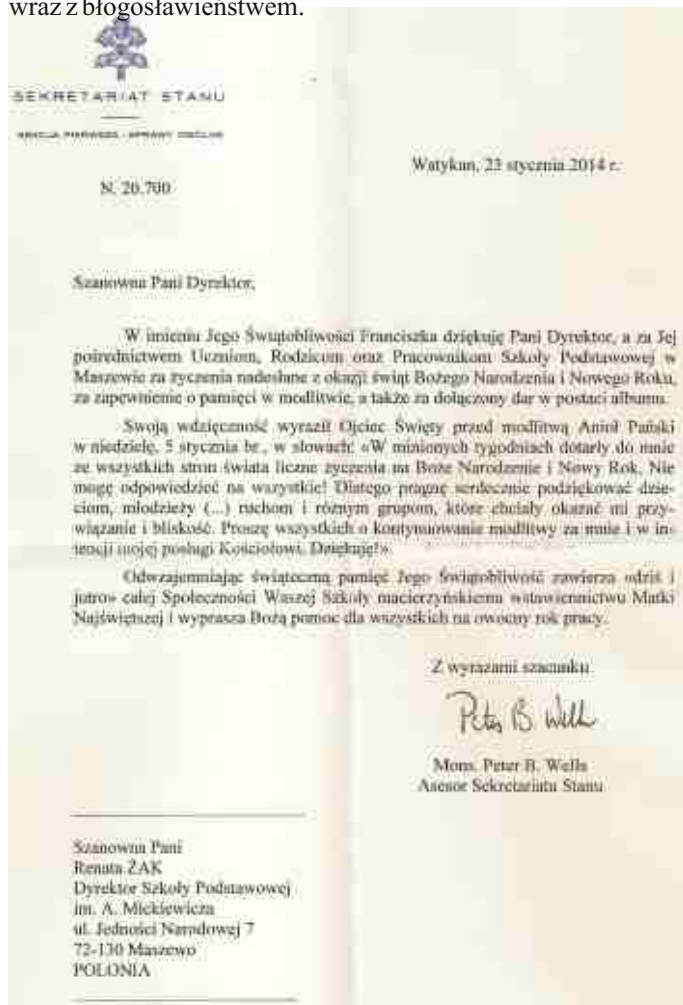 wraz z błogosławieństwem.
SEKRETARIAT STANU
SEKCJA PIERWSZA - SPRAWY OGÓLNE
N. 20.700
Watykan, 23 stycznia 2014 r.
Szanowna Pani Dyrektor,
W imieniu Jego Świątobliwości Franciszka dziękuję Pani Dyrektor, a za Jej
pośrednictwem Uczniom, Rodzicom oraz Pracownikom Szkoły Podstawowej w
Maszewie za życzenia nadesłane z okazji świąt Bożego Narodzenia i Nowego Roku,
za zapewnienie o pamięci w modlitwie, a także za dołączony dar w postaci albumu.
Swoją wdzięczność wyraził Ojciec Święty przed modlitwą Anioł Pański
w niedzielę, 5 stycznia br., w słowach: «W minionych tygodniach dotarły do mnie
ze wszystkich stron świata liczne życzenia na Boże Narodzenie i Nowy Rok. Nie
mogę odpowiedzieć na wszystkie! Dlatego pragnę serdecznie podziękować dzie-
ciom, młodzieży (...) ruchom i różnym grupom, które chciały okazać mi przy-
wiązanie i bliskość. Proszę wszystkich o kontynuowanie modlitwy za mnie i w in-
tencji mojej posługi Kościołowi. Dziękuję!».
Odwzajemniając świąteczną pamięć Jego Świątobliwość zawierza «dziś i
jutro» całej Społeczności Waszej Szkoły macierzyńskiemu wstawiennictwu Matki
Najświętszej i wyprasza Bożą pomoc dla wszystkich na owocny rok pracy.
Z wyrazami szacunku
Peter B. Wells
Mons. Peter B. Wells
Asesor Sekretariatu Stanu
Szanowna Pani
Renata ŻAK
Dyrektor Szkoły Podstawowej
im. A. Mickiewicza
ul. Jedności Narodowej 7
72-130 Maszewo
POLONIA